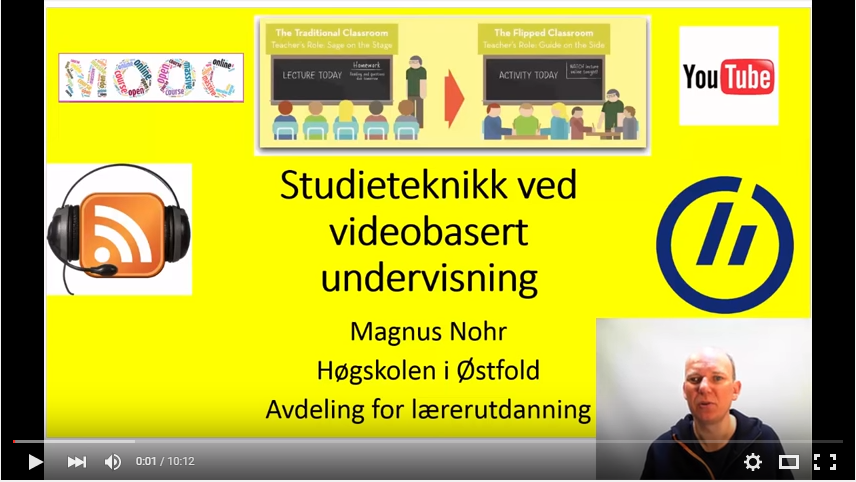 MOOC
The Traditional Classroom
Teacher's Role: Sage on the Stage
LECTURE TODAY
Homework
The Flipped Classroom
Teacher's Role: Guide on the Side
ACTIVITY TODAY
YouTube
Studieteknikk ved
videobasert
undervisning
Magnus Nohr
Høgskolen i Østfold
Avdeling for lærerutdanning
0:01 / 10:12